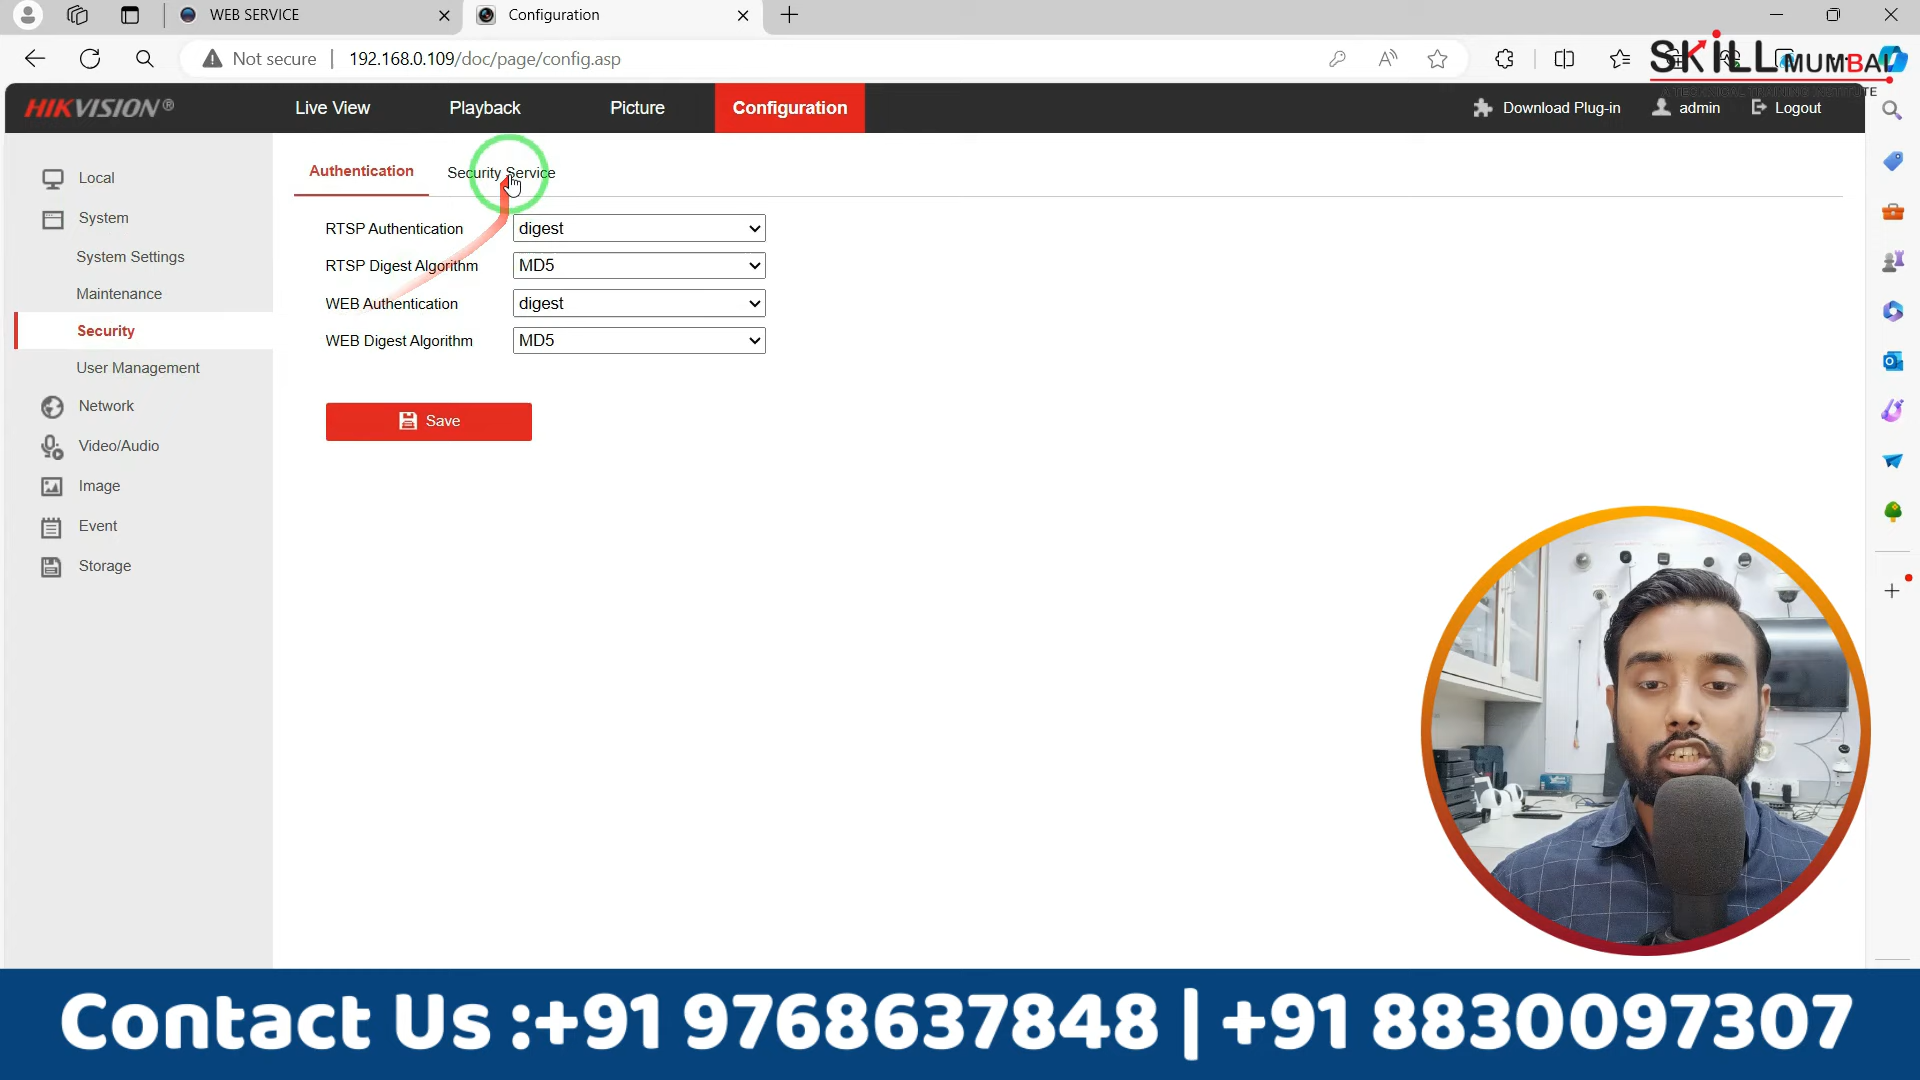 WEB SERVICE
Configuration
Not secure
192.168.0.109/doc/page/config.asp
SKILL MUMBAI
A TECHNICAL TRAINING INSTITUTE
HIKVISION®
Live View
Playback
Picture
Configuration
Download Plug-in
admin
Logout
Local
System
System Settings
Maintenance
Security
User Management
Network
Video/Audio
Image
Event
Storage
Authentication
Security Service
RTSP Authentication
digest
RTSP Digest Algorithm
MD5
WEB Authentication
digest
WEB Digest Algorithm
MD5
Save
Contact Us :+91 9768637848 | +91 8830097307